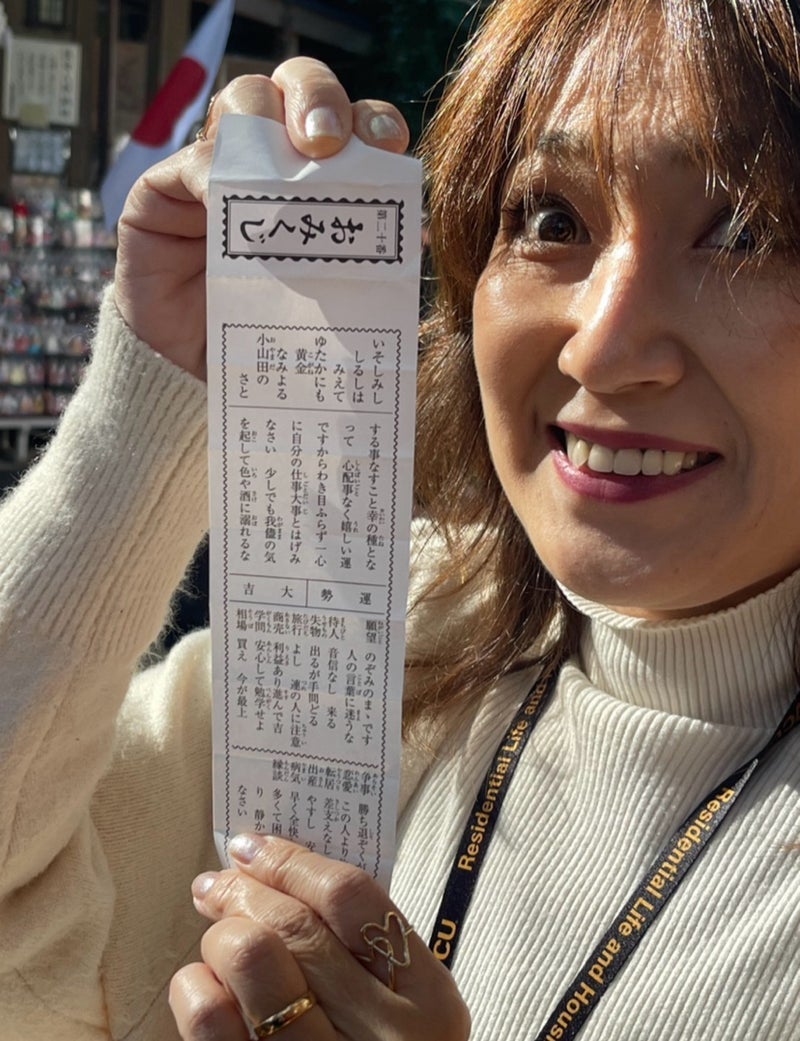 第二十番
おみくじ
いそしみし
しるしは
みえて
ゆたかにも
黄金
なみよる
小山田の
さと
する事なすこと幸の種とな
って 心配事なく嬉しい運
ですからわき目ふらず一心
に自分の仕事大事とはげみ
なさい 少しでも我儘の気
を起して色や酒に溺れるな
運勢 大吉
願望 のぞみのまゝです
人の言葉に迷うな
待人 音信なし 来る
失物 出るが手間どる
旅行 よし 連の人に注意
商売 利益あり進んで吉
学問 安心して勉学せよ
相場 買え 今が最上
争事 勝ち退ぞくが
恋愛 この人より
転居 差支えなし
出産 やすし 安
病気 早く全快
縁談 多くて困
り 静か
なさい
CU
Residential Life and
Residential Life and Hous